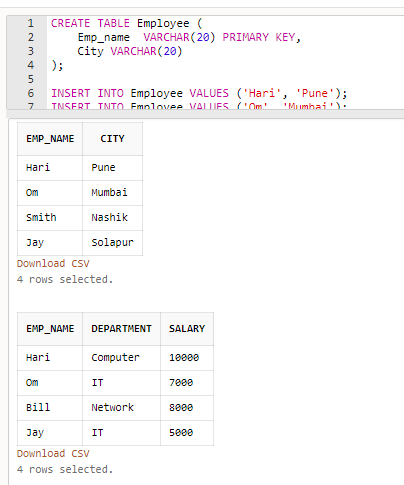 1 CREATE TABLE Employee (
2 Emp_name VARCHAR(20) PRIMARY KEY,
3 City VARCHAR(20)
4 );
5
6 INSERT INTO Employee VALUES ('Hari', 'Pune');
7 INSERT INTO Employee VALUES ('Om', 'Mumbai');
EMP_NAME CITY
Hari Pune
Om Mumbai
Smith Nashik
Jay Solapur
Download CSV
4 rows selected.
EMP_NAME DEPARTMENT SALARY
Hari Computer 10000
Om IT 7000
Bill Network 8000
Jay IT 5000
Download CSV
4 rows selected.